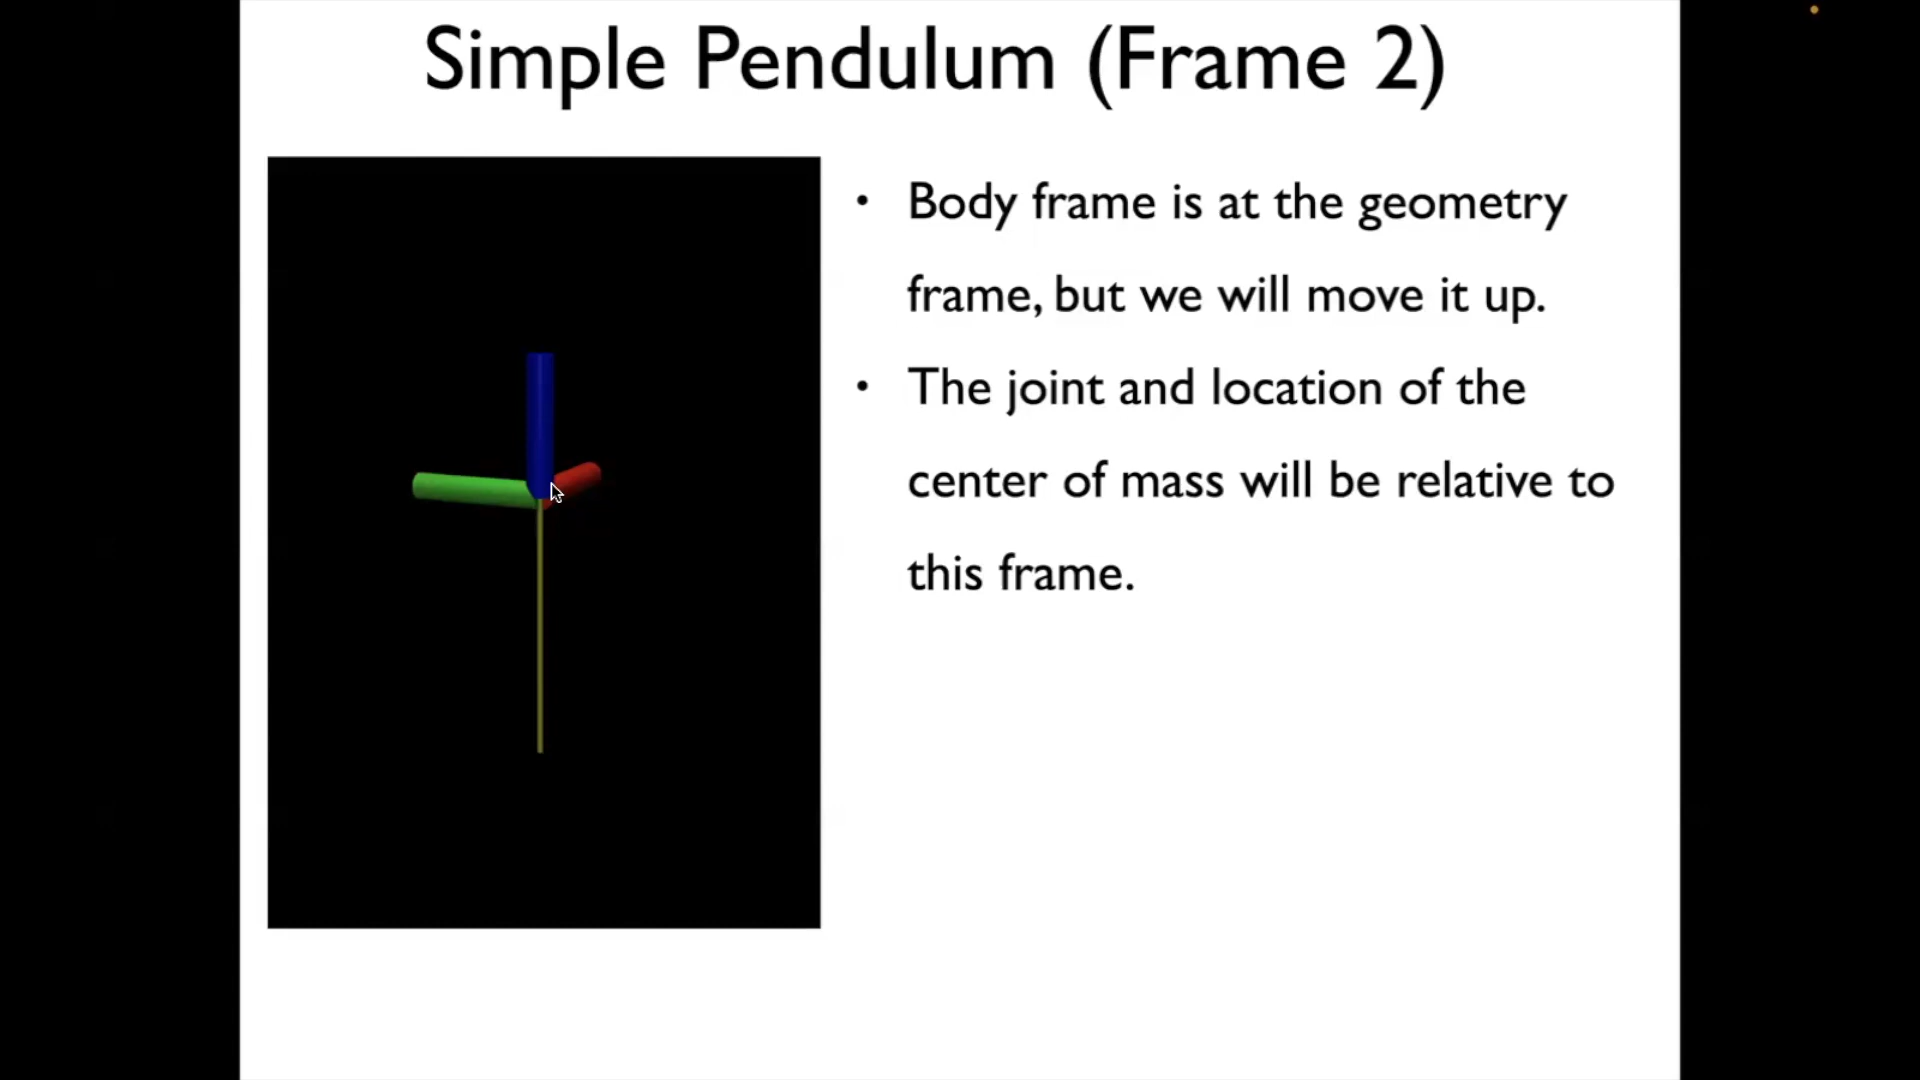 Simple Pendulum (Frame 2)
• Body frame is at the geometry
frame, but we will move it up.
• The joint and location of the
center of mass will be relative to
this frame.